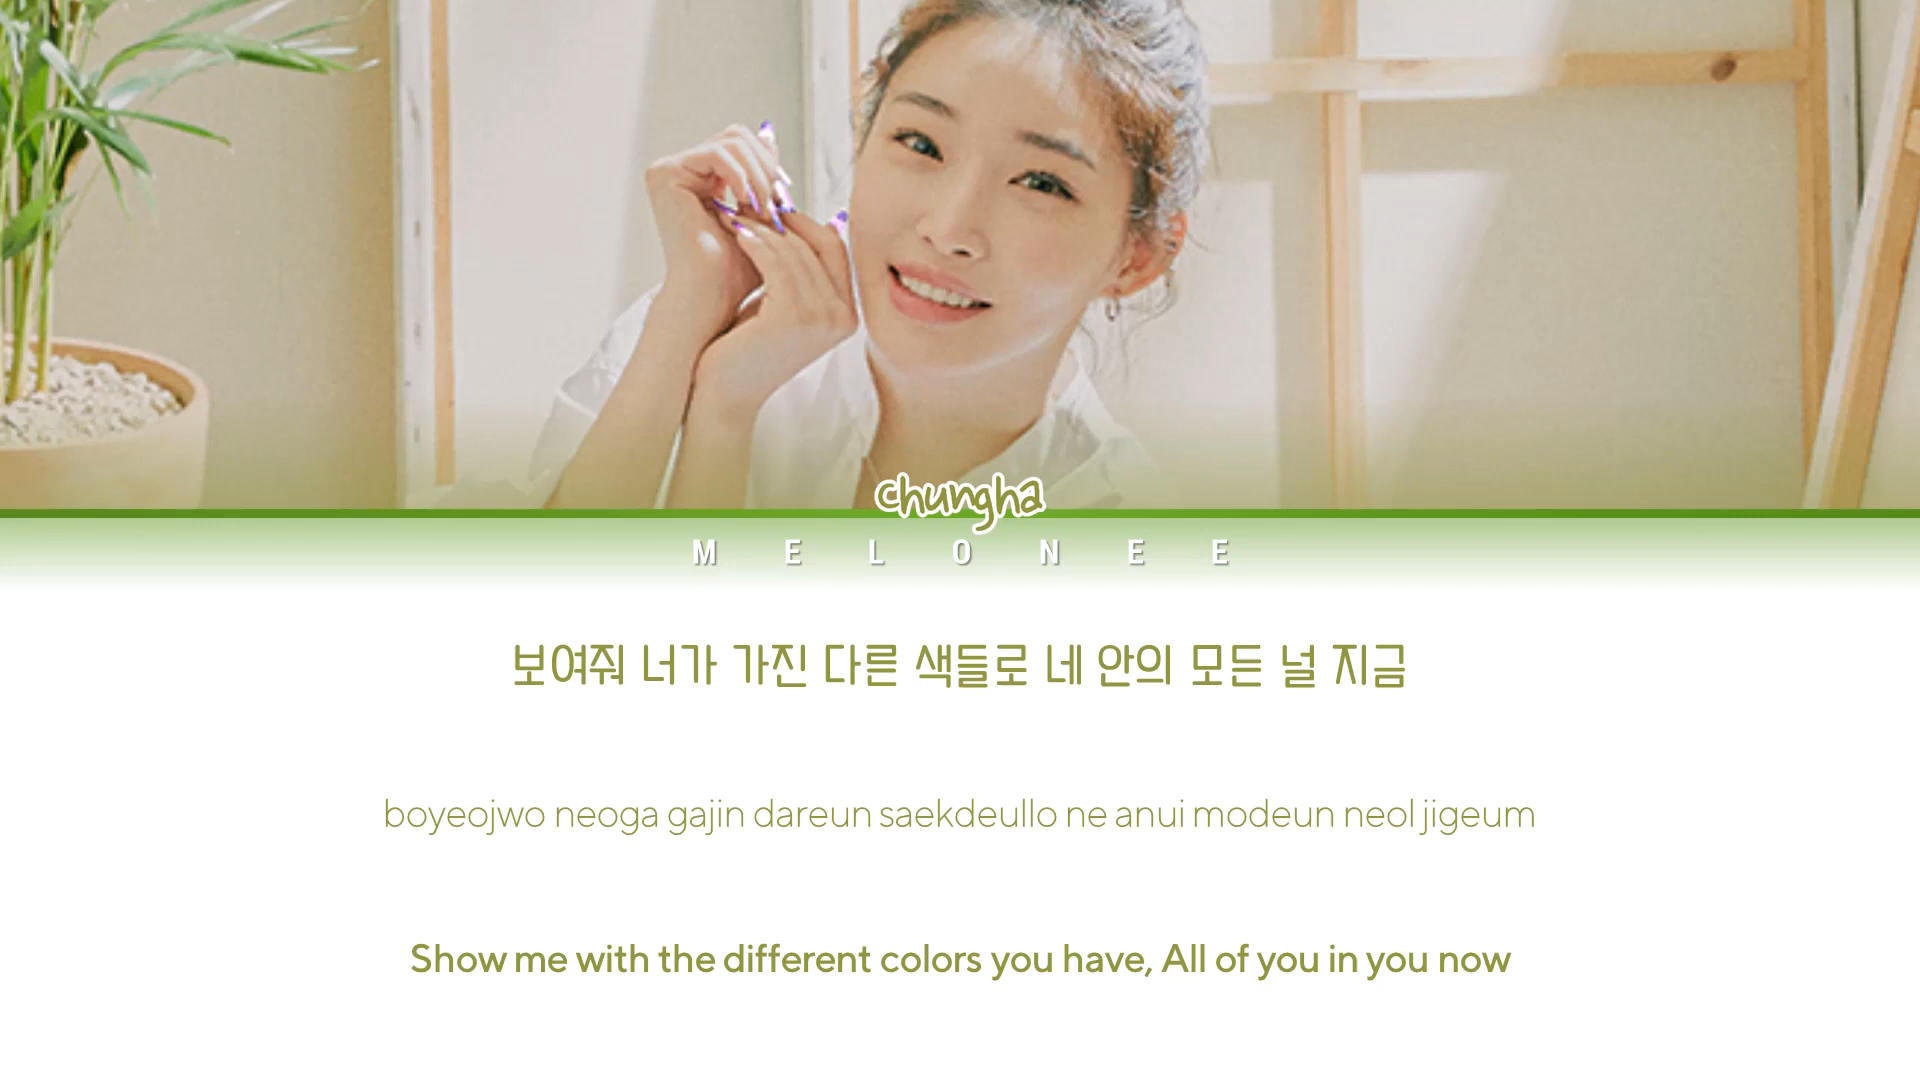 chungha
MELONEE
보여줘 너가 가진 다른 색들로 네 안의 모든 널 지금
boyeojwo neoga gajin dareun saekdeullo ne anui modeun neol jigeum
Show me with the different colors you have, All of you in you now